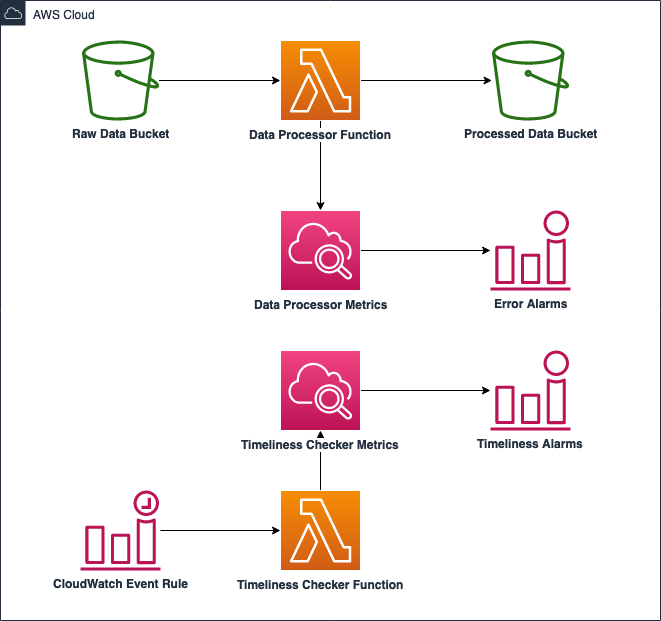 AWS Cloud
Raw Data Bucket
Data Processor Function
Processed Data Bucket
Data Processor Metrics
Error Alarms
Timeliness Checker Metrics
Timeliness Alarms
CloudWatch Event Rule
Timeliness Checker Function